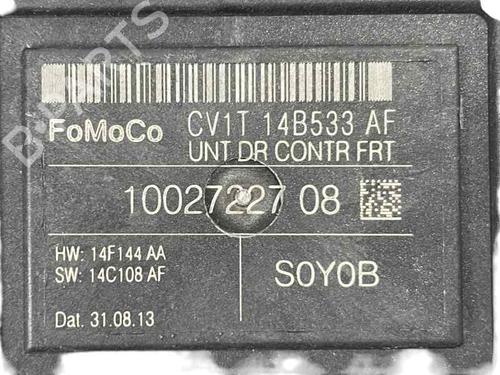 B-PARTS
FoMoCo CV1T 14B533 AF
UNT DR CONTR FRT
10027227 08
HW: 14F144 AA
SW: 14C108 AF
S0Y0B
Dat. 31.08.13